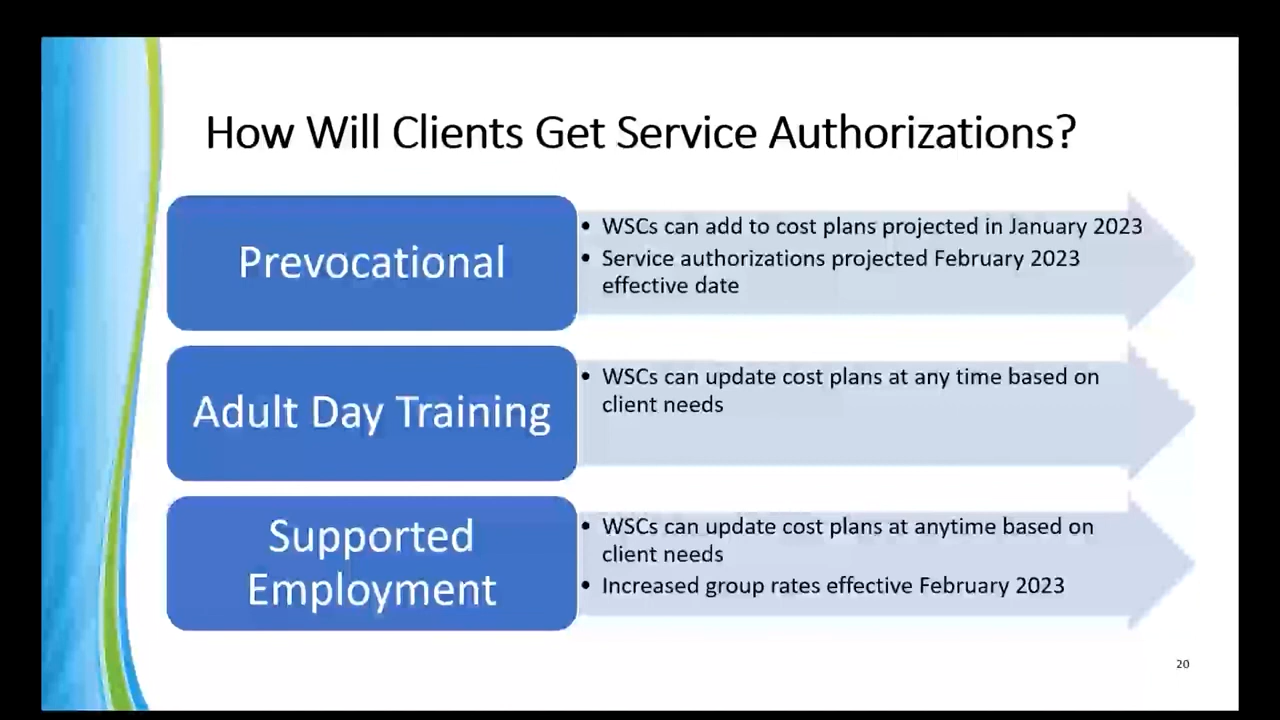 How Will Clients Get Service Authorizations?
Prevocational
• WSCs can add to cost plans projected in January 2023
• Service authorizations projected February 2023
effective date
Adult Day Training
• WSCs can update cost plans at any time based on
client needs
Supported
Employment
• WSCs can update cost plans at anytime based on
client needs
• Increased group rates effective February 2023
20